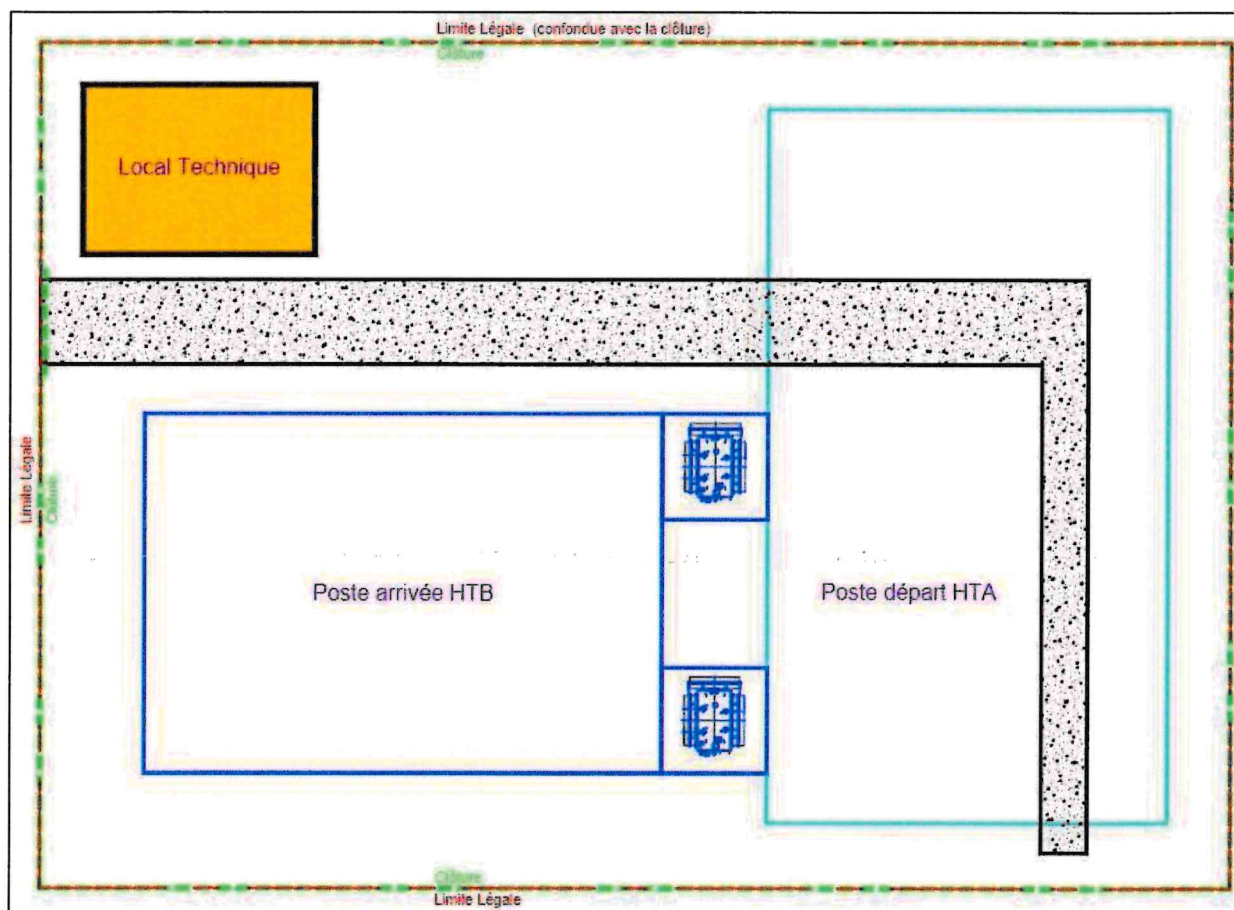 Limite Légale (confondue avec la clôture)
Clôture
Local Technique
Limite Légale
Clôture
Poste arrivée HTB
Poste départ HTA
Clôture
Limite Légale